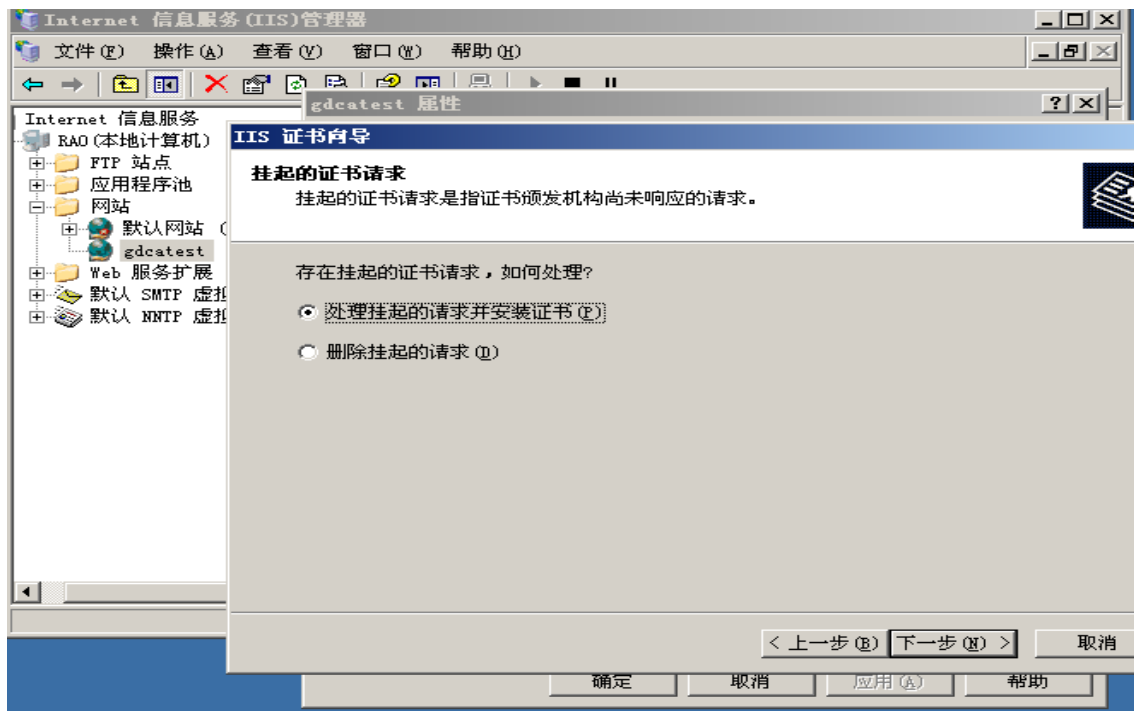 Internet 信息服务(IIS)管理器
文件(F) 操作(A) 查看(V) 窗口(W) 帮助(H)
gdcatest 属性
Internet 信息服务
RAO(本地计算机)
FTP 站点
应用程序池
网站
默认网站 (
gdcatest
Web 服务扩展
默认 SMTP 虚拟
默认 NNTP 虚拟
IIS 证书向导
挂起的证书请求
挂起的证书请求是指证书颁发机构尚未响应的请求。
存在挂起的证书请求，如何处理?
处理挂起的请求并安装证书(P)
删除挂起的请求(D)
< 上一步(B) 下一步(N) > 取消
确定 取消 应用(A) 帮助